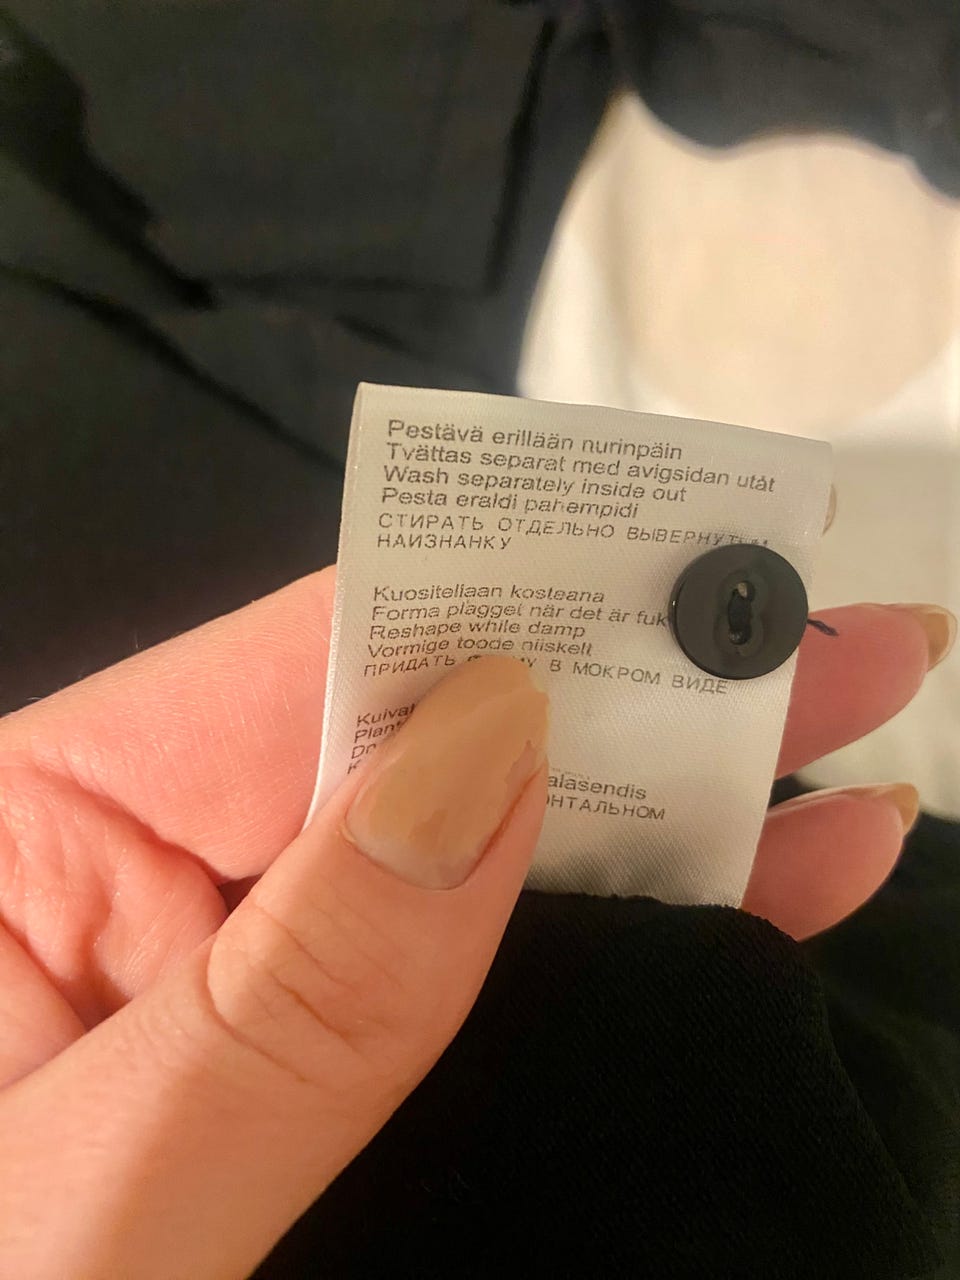 Pestävä erillään nurinpäin
Tvättas separat med avigsidan utåt
Wash separately inside out
Pesta eraldi pahempidi
СТИРАТЬ ОТДЕЛЬНО
НАИЗНАНКУ
Kuositellaan kosteana
Forma plagget när det är
Reshape while damp
Vormige toode niiskelt
ПРИДАТЬ В МОКРОМ ВИДЕ